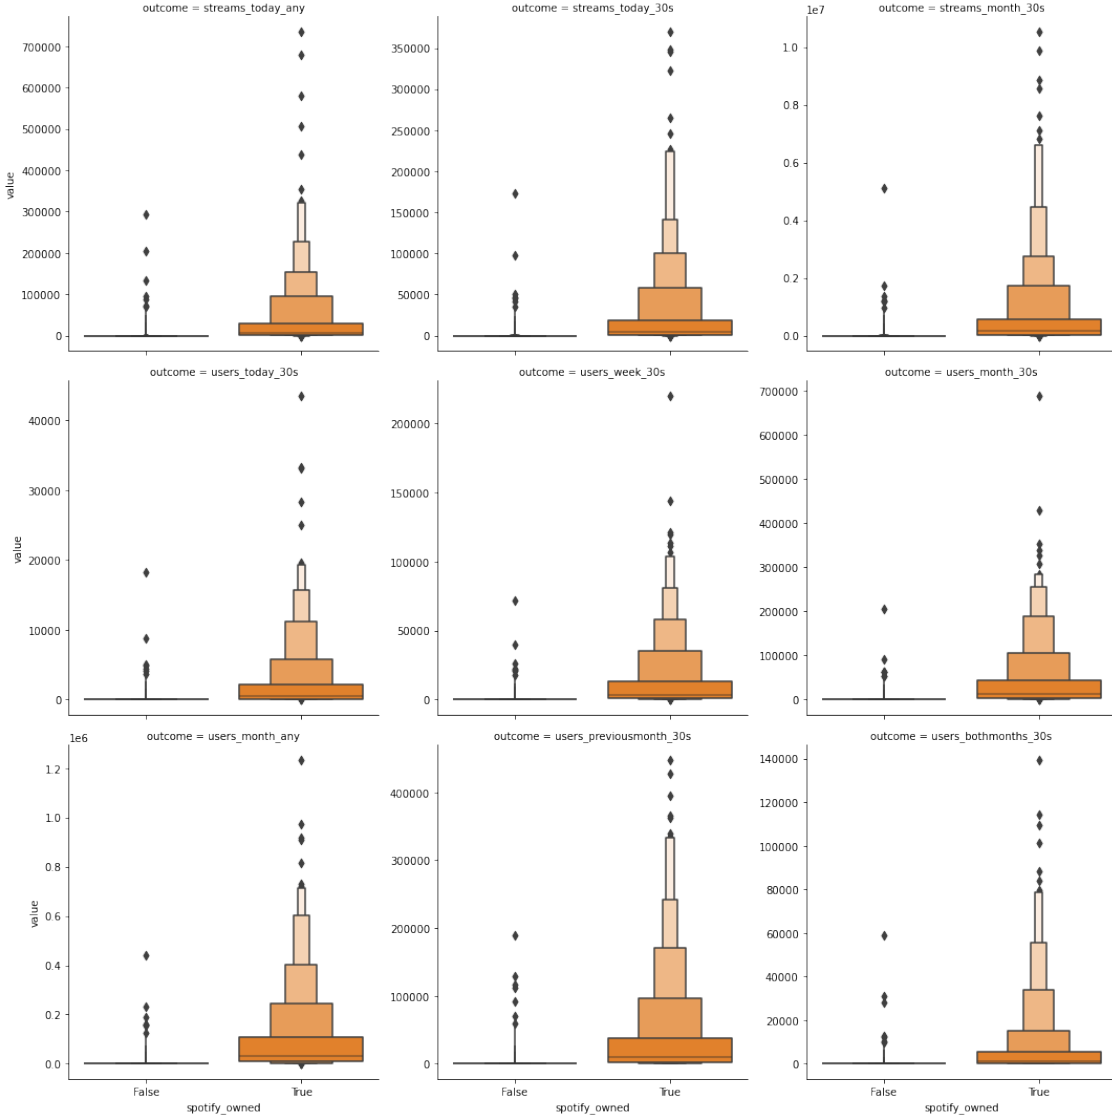 outcome = streams_today_any
outcome = streams_today_30s
outcome = streams_month_30s
1e7
700000
600000
500000
400000
300000
200000
100000
0
value
350000
300000
250000
200000
150000
100000
50000
0
1.0
0.8
0.6
0.4
0.2
0.0
outcome = users_today_30s
outcome = users_week_30s
outcome = users_month_30s
40000
30000
20000
10000
0
value
200000
150000
100000
50000
0
700000
600000
500000
400000
300000
200000
100000
0
outcome = users_month_any
outcome = users_previousmonth_30s
outcome = users_bothmonths_30s
1e6
1.2
1.0
0.8
0.6
0.4
0.2
0.0
value
400000
300000
200000
100000
0
140000
120000
100000
80000
60000
40000
20000
0
False
True
spotify_owned
False
True
spotify_owned
False
True
spotify_owned